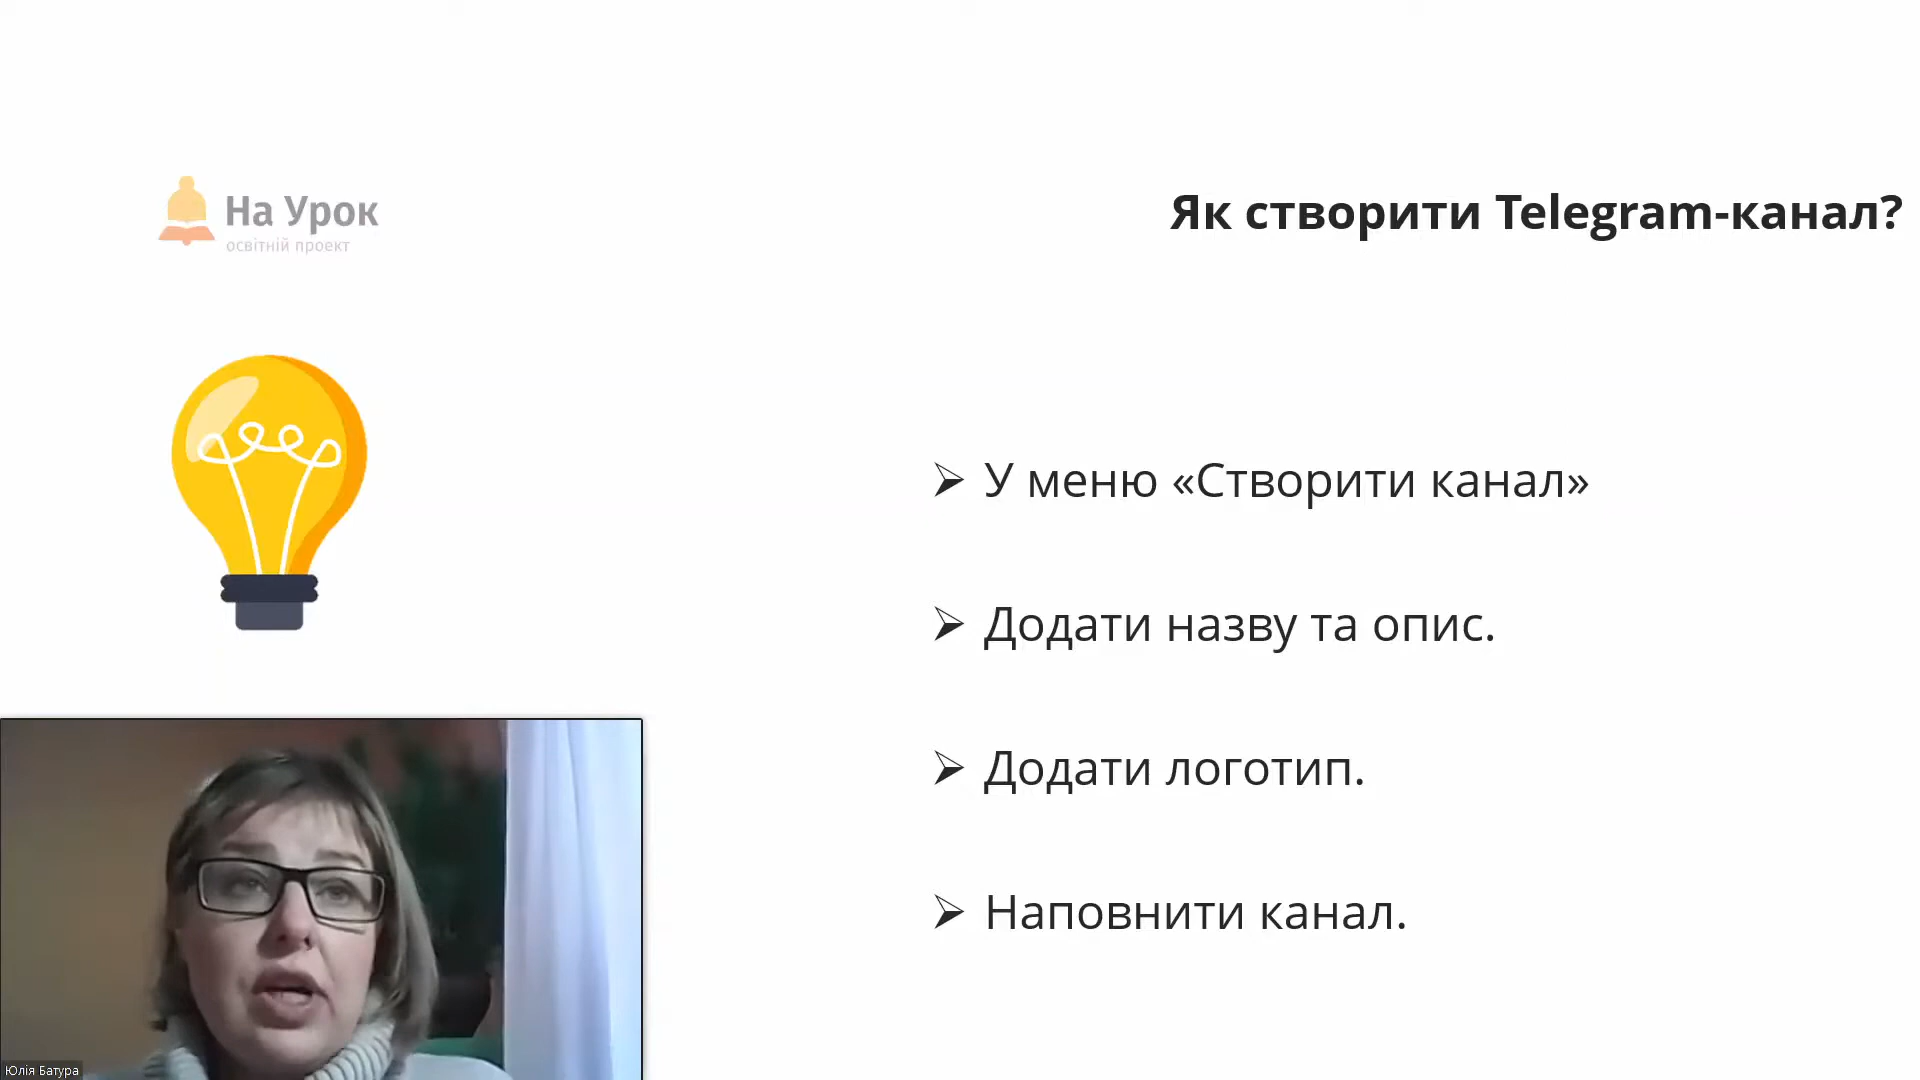 На Урок
освітній проект
Як створити Telegram-канал?
➢ У меню «Створити канал»
➢ Додати назву та опис.
➢ Додати логотип.
➢ Наповнити канал.
Юлія Батура